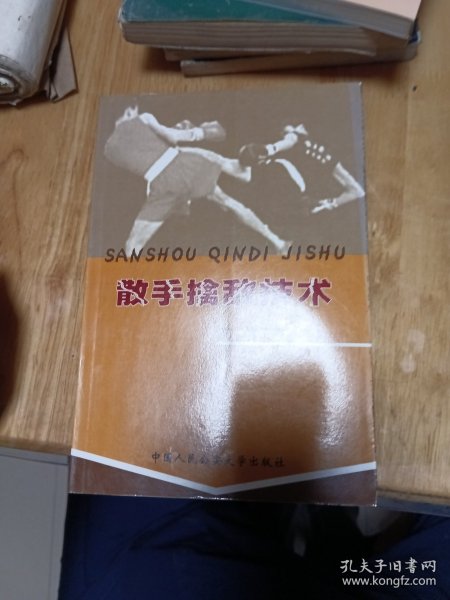 SANSHOU QINDI JISHU
散手擒敌技术
中国人民公安大学出版社
孔夫子旧书网
www.kongfz.com